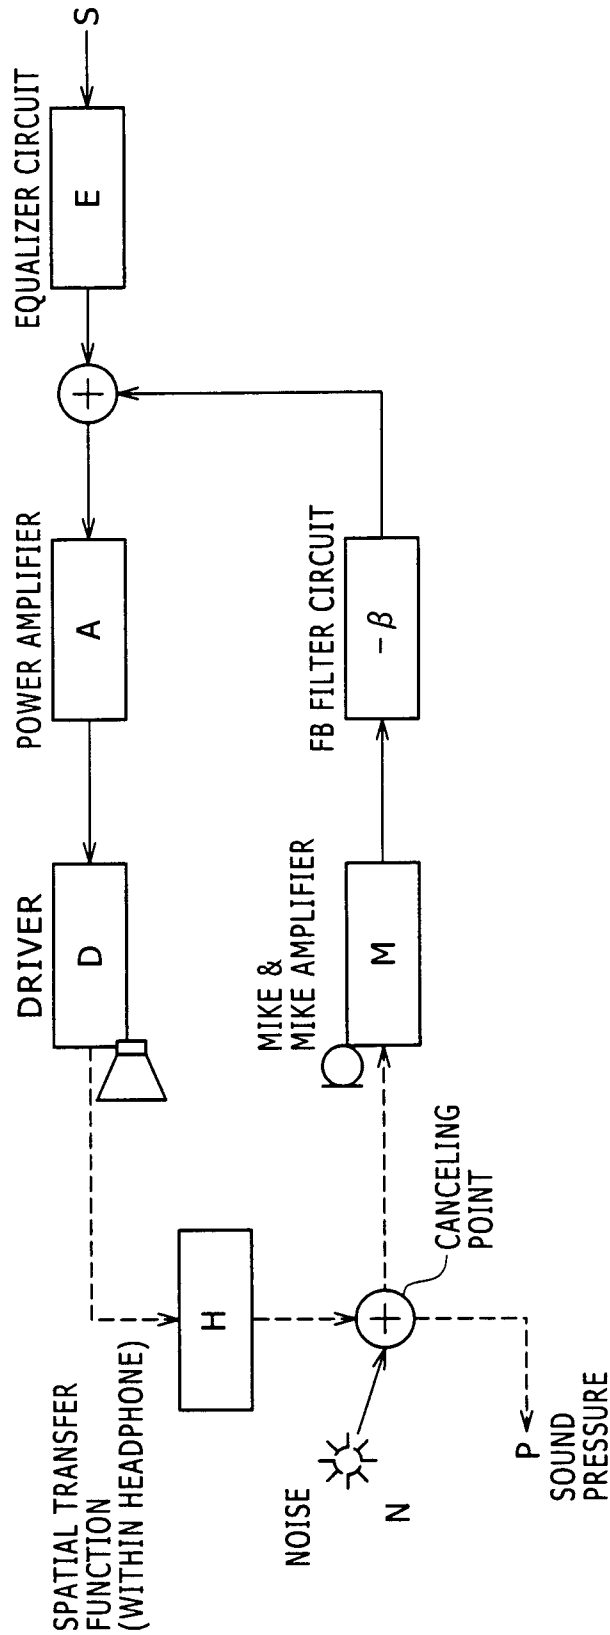 SPATIAL TRANSFER
FUNCTION
(WITHIN HEADPHONE)
DRIVER
POWER AMPLIFIER
EQUALIZER CIRCUIT
D
A
E
S
H
NOISE
N
CANCELING
POINT
MIKE &
MIKE AMPLIFIER
M
FB FILTER CIRCUIT
-β
P
SOUND
PRESSURE